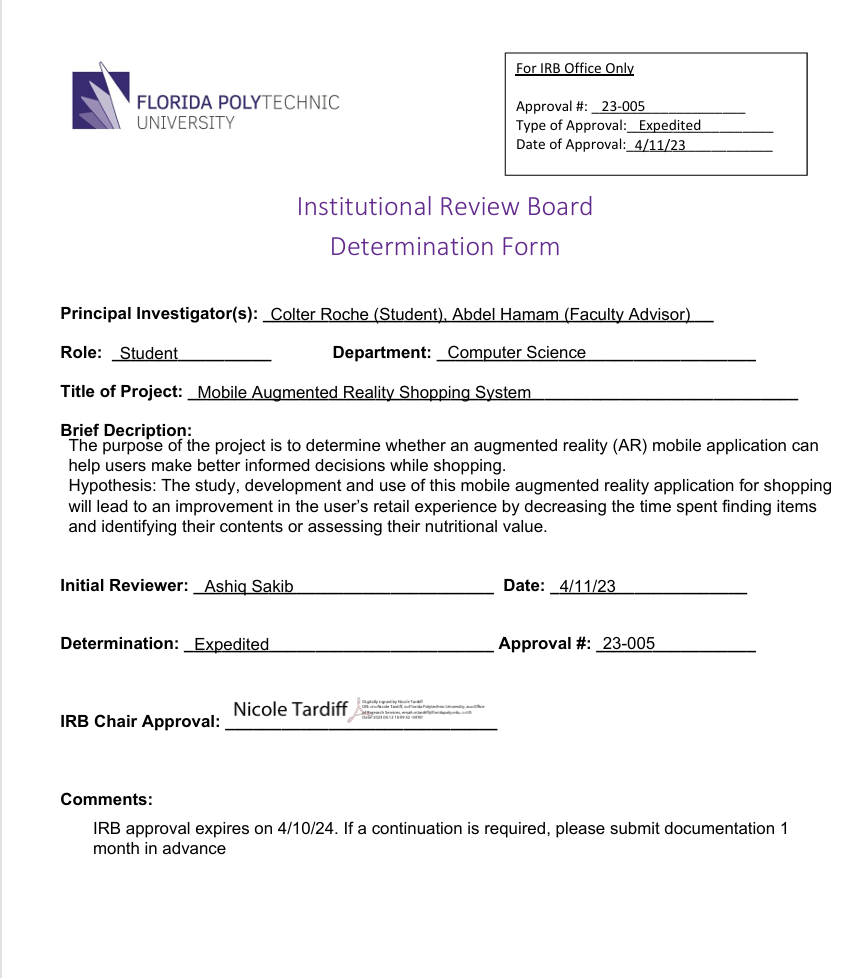 FLORIDA POLYTECHNIC
UNIVERSITY
For IRB Office Only
Approval #: 23-005
Type of Approval: Expedited
Date of Approval: 4/11/23
Institutional Review Board
Determination Form
Principal Investigator(s): Colter Roche (Student), Abdel Hamam (Faculty Advisor)
Role: Student Department: Computer Science
Title of Project: Mobile Augmented Reality Shopping System
Brief Decription:
The purpose of the project is to determine whether an augmented reality (AR) mobile application can
help users make better informed decisions while shopping.
Hypothesis: The study, development and use of this mobile augmented reality application for shopping
will lead to an improvement in the user's retail experience by decreasing the time spent finding items
and identifying their contents or assessing their nutritional value.
Initial Reviewer: Ashiq Sakib Date: 4/11/23
Determination: Expedited Approval #: 23-005
IRB Chair Approval: Nicole Tardiff
Digitally signed by Nicole Tardiff
Comments:
IRB approval expires on 4/10/24. If a continuation is required, please submit documentation 1
month in advance